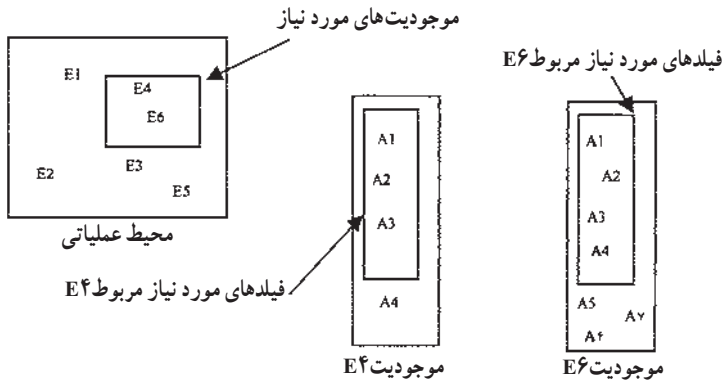 موجودیت‌های مورد نیاز
E1
E4
E6
E2
E3
E5
محیط عملیاتی
فیلدهای مورد نیاز مربوط E۴
A1
A2
A3
A4
موجودیت E۴
فیلدهای مورد نیاز مربوط E۶
A1
A2
A3
A4
A5
A۷
A۶
موجودیت E۶